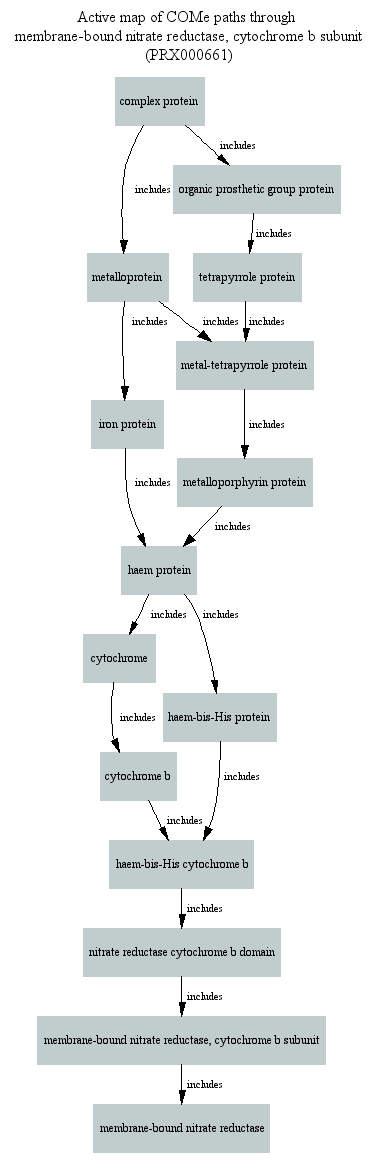 Active map of COMe paths through
membrane-bound nitrate reductase, cytochrome b subunit
(PRX000661)
complex protein
includes
organic prosthetic group protein
includes
includes
metalloprotein
tetrapyrrole protein
includes
includes
includes
metal-tetrapyrrole protein
iron protein
includes
metalloporphyrin protein
includes
includes
haem protein
includes
includes
cytochrome
haem-bis-His protein
includes
cytochrome b
includes
includes
haem-bis-His cytochrome b
includes
nitrate reductase cytochrome b domain
includes
membrane-bound nitrate reductase, cytochrome b subunit
includes
membrane-bound nitrate reductase